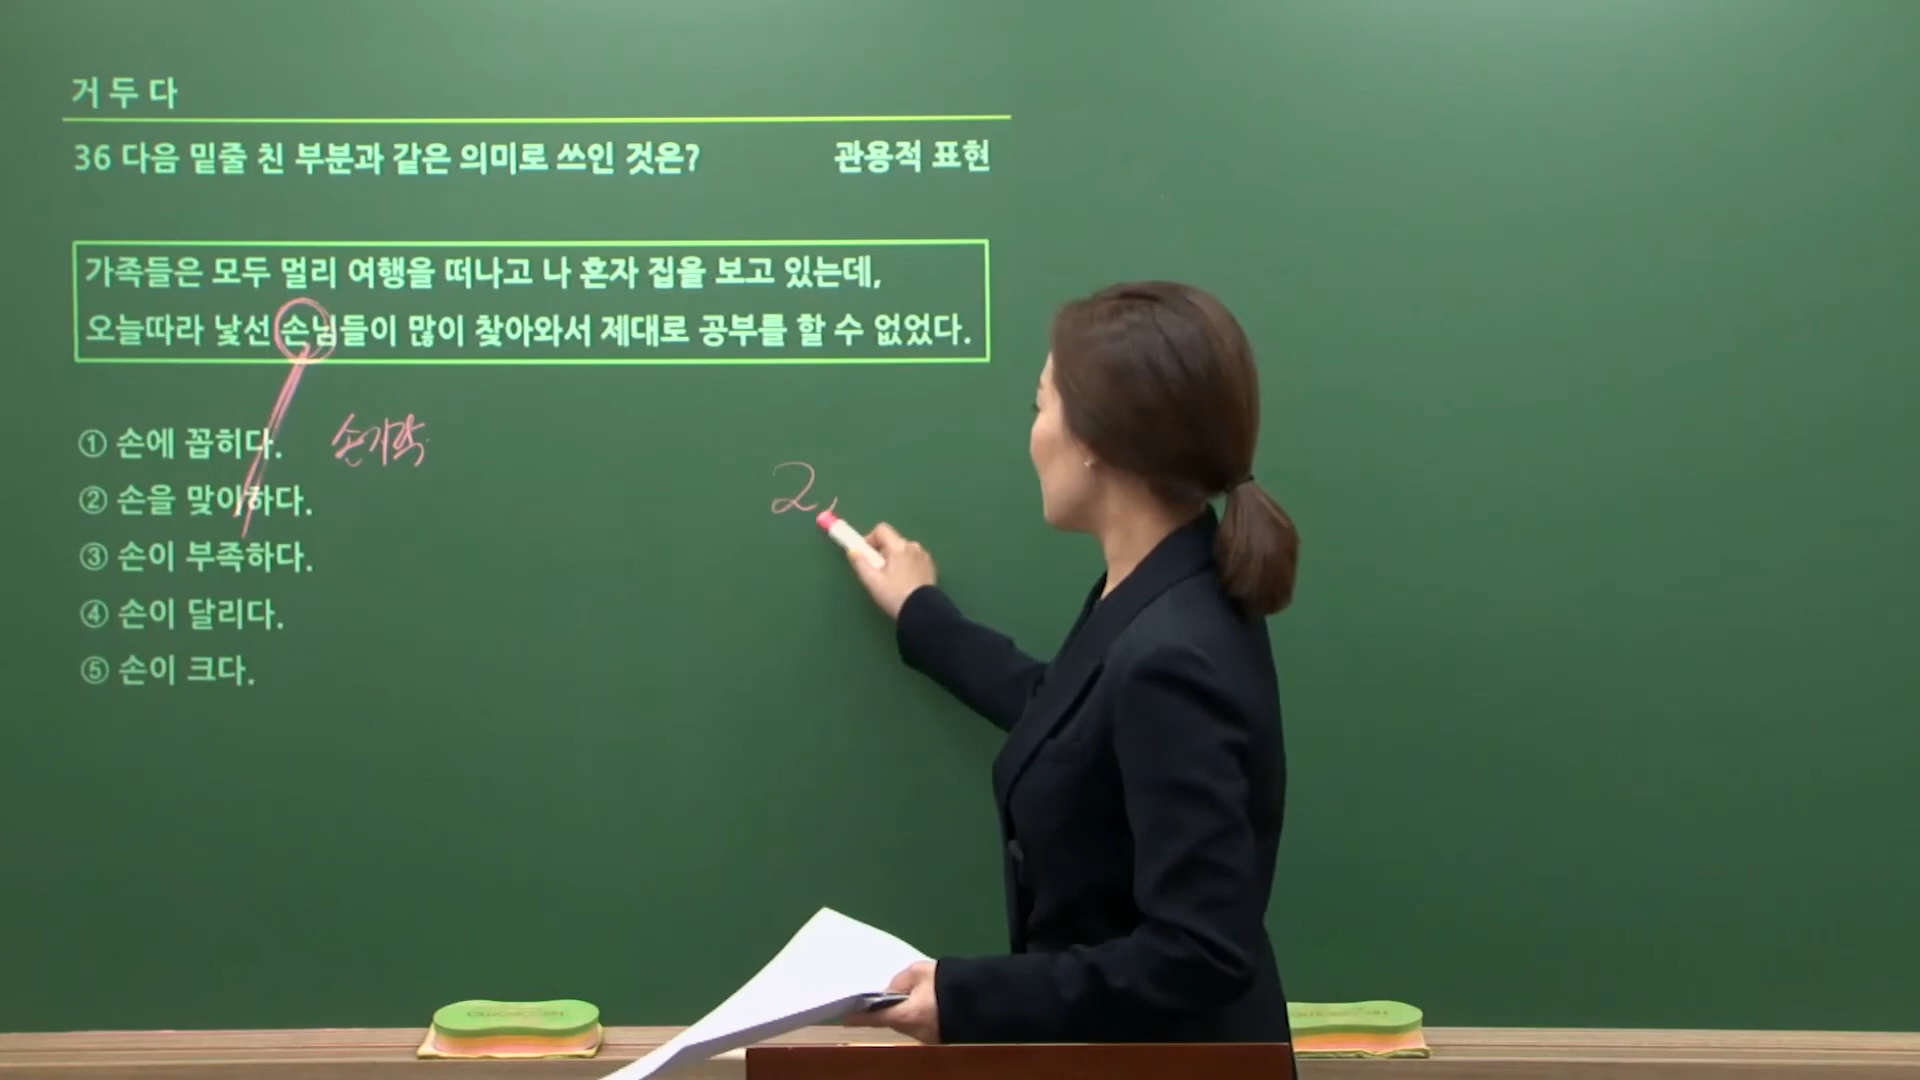 거 두 다
36 다음 밑줄 친 부분과 같은 의미로 쓰인 것은? 관용적 표현
가족들은 모두 멀리 여행을 떠나고 나 혼자 집을 보고 있는데,
오늘따라 낯선 손님들이 많이 찾아와서 제대로 공부를 할 수 없었다.
① 손에 꼽히다. 손가락
② 손을 맞이하다. 2,
③ 손이 부족하다.
④ 손이 달리다.
⑤ 손이 크다.